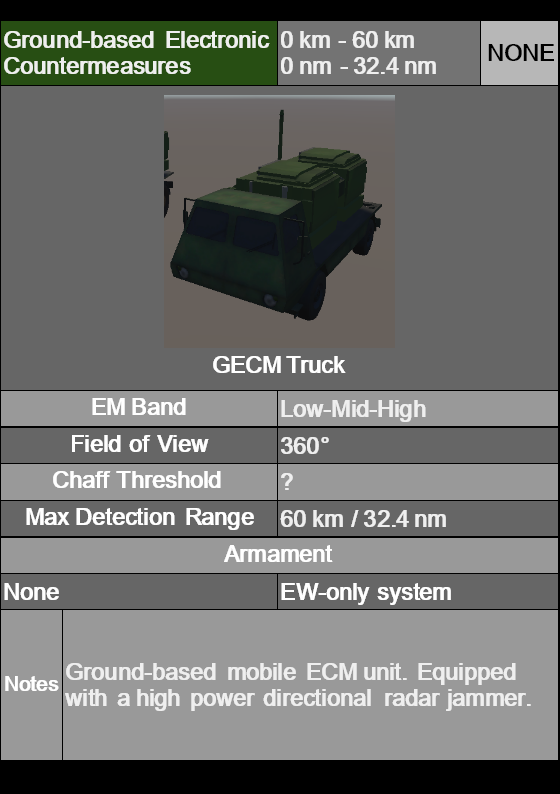 Ground-based Electronic
Countermeasures
0 km - 60 km
0 nm - 32.4 nm
NONE
GECM Truck
EM Band
Low-Mid-High
Field of View
360°
Chaff Threshold
?
Max Detection Range
60 km / 32.4 nm
Armament
None
EW-only system
Notes
Ground-based mobile ECM unit. Equipped
with a high power directional radar jammer.